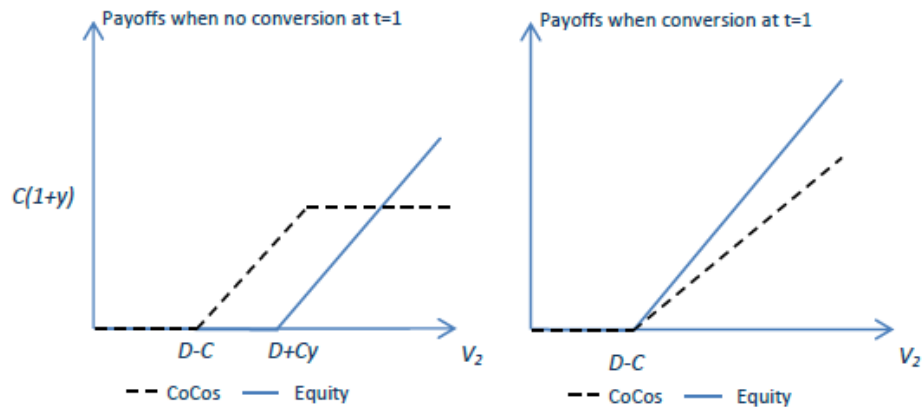 Payoffs when no conversion at t=1
C(1+y)
D-C
D+Cy
V2
CoCos
Equity
Payoffs when conversion at t=1
D-C
V2
CoCos
Equity